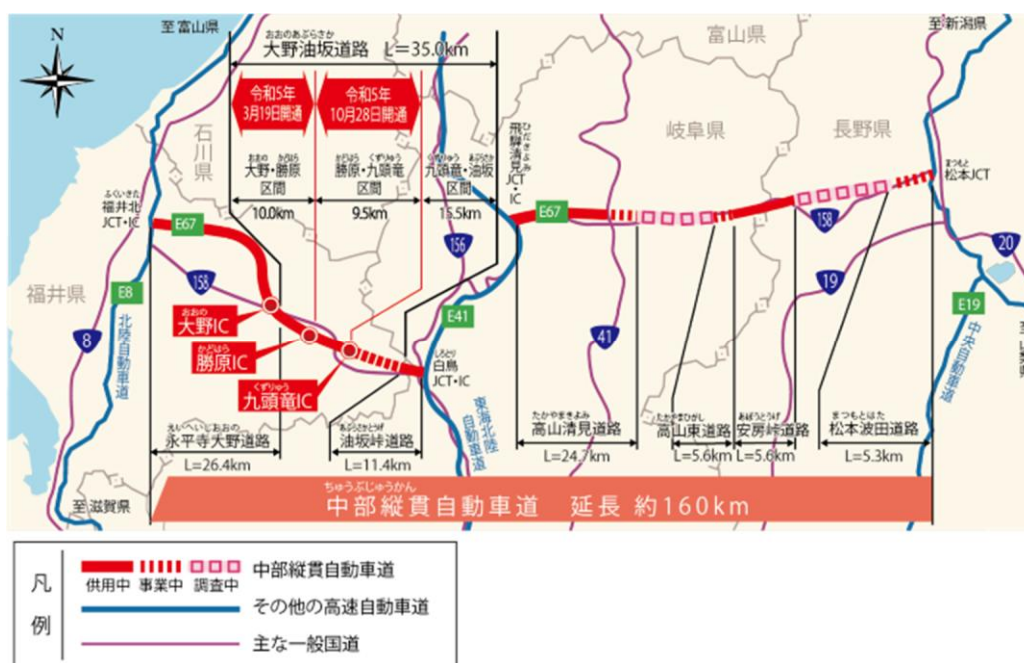 至富山県
至新潟県
N
おおのあぶらさか
大野油坂道路 L=35.0km
富山県
令和5年
3月19日開通
令和5年
10月28日開通
石川県
岐阜県
長野県
ひだきよみ
飛騨清見
JCT・IC
おおの かどはら
大野・勝原
区間
10.0km
かどはら くずりゅう
勝原・九頭竜
区間
9.5km
くずりゅう あぶらさか
九頭竜・油坂
区間
15.5km
まつもと
松本JCT
ふくいきた
福井北
JCT・IC
E67
E67
158
156
158
20
福井県
E8
158
19
E41
E19
8
北陸自動車道
おおの
大野IC
かどはら
勝原IC
くずりゅう
九頭竜IC
しろとり
白鳥
JCT・IC
41
中央自動車道
東海北陸
自動車道
えいへいじおおの
永平寺大野道路
L=26.4km
あぶらさかとうげ
油坂峠道路
L=11.4km
たかやまきよみ
高山清見道路
L=24.7km
たかやまひがし
高山東道路
L=5.6km
あぼうとうげ
安房峠道路
L=5.6km
まつもとはた
松本波田道路
L=5.3km
至滋賀県
ちゅうぶじゅうかん
中部縦貫自動車道 延長 約160km
凡例
供用中 事業中 調査中
中部縦貫自動車道
その他の高速自動車道
主な一般国道